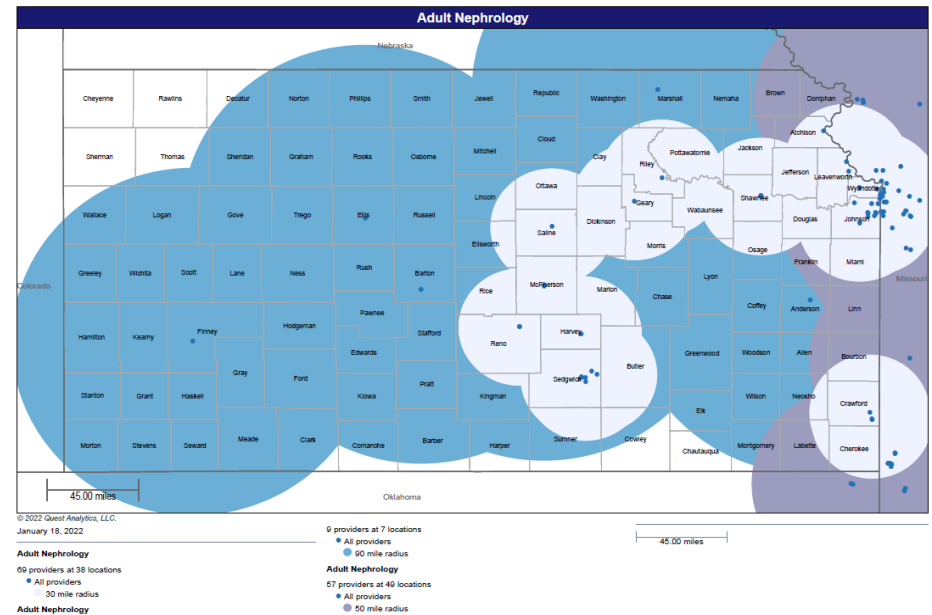 Adult Nephrology
Nebraska
Cheyenne Rawlins Decatur Norton Phillips Smith Jewell Republic Washington Marshall Nemaha Brown Doniphan
Atchison
Sherman Thomas Sheridan Graham Rooks Osborne Mitchell Cloud Clay Riley Pottawatomie Jackson
Jefferson Leavenworth
Wyandotte
Wallace Logan Gove Trego Ellis Russell Lincoln Ottawa Geary Wabaunsee Shawnee
Saline Dickinson Douglas Johnson
Ellsworth Morris Osage
Greeley Wichita Scott Lane Ness Rush Barton Rice McPherson Marion Chase Lyon Franklin Miami
Colorado
Missouri
Hamilton Kearny Finney Hodgeman Pawnee Stafford Reno Harvey Coffey Anderson Linn
Edwards
Gray Ford Sedgwick Butler Greenwood Woodson Allen Bourbon
Stanton Grant Haskell Kiowa Pratt Kingman Elk Wilson Neosho Crawford
Morton Stevens Seward Meade Clark Comanche Barber Harper Sumner Cowley Chautauqua Montgomery Labette Cherokee
45.00 miles
Oklahoma
© 2022 Quest Analytics, LLC.
January 18, 2022
Adult Nephrology
69 providers at 38 locations
All providers
30 mile radius
Adult Nephrology
9 providers at 7 locations
All providers
90 mile radius
Adult Nephrology
57 providers at 49 locations
All providers
50 mile radius
45.00 miles